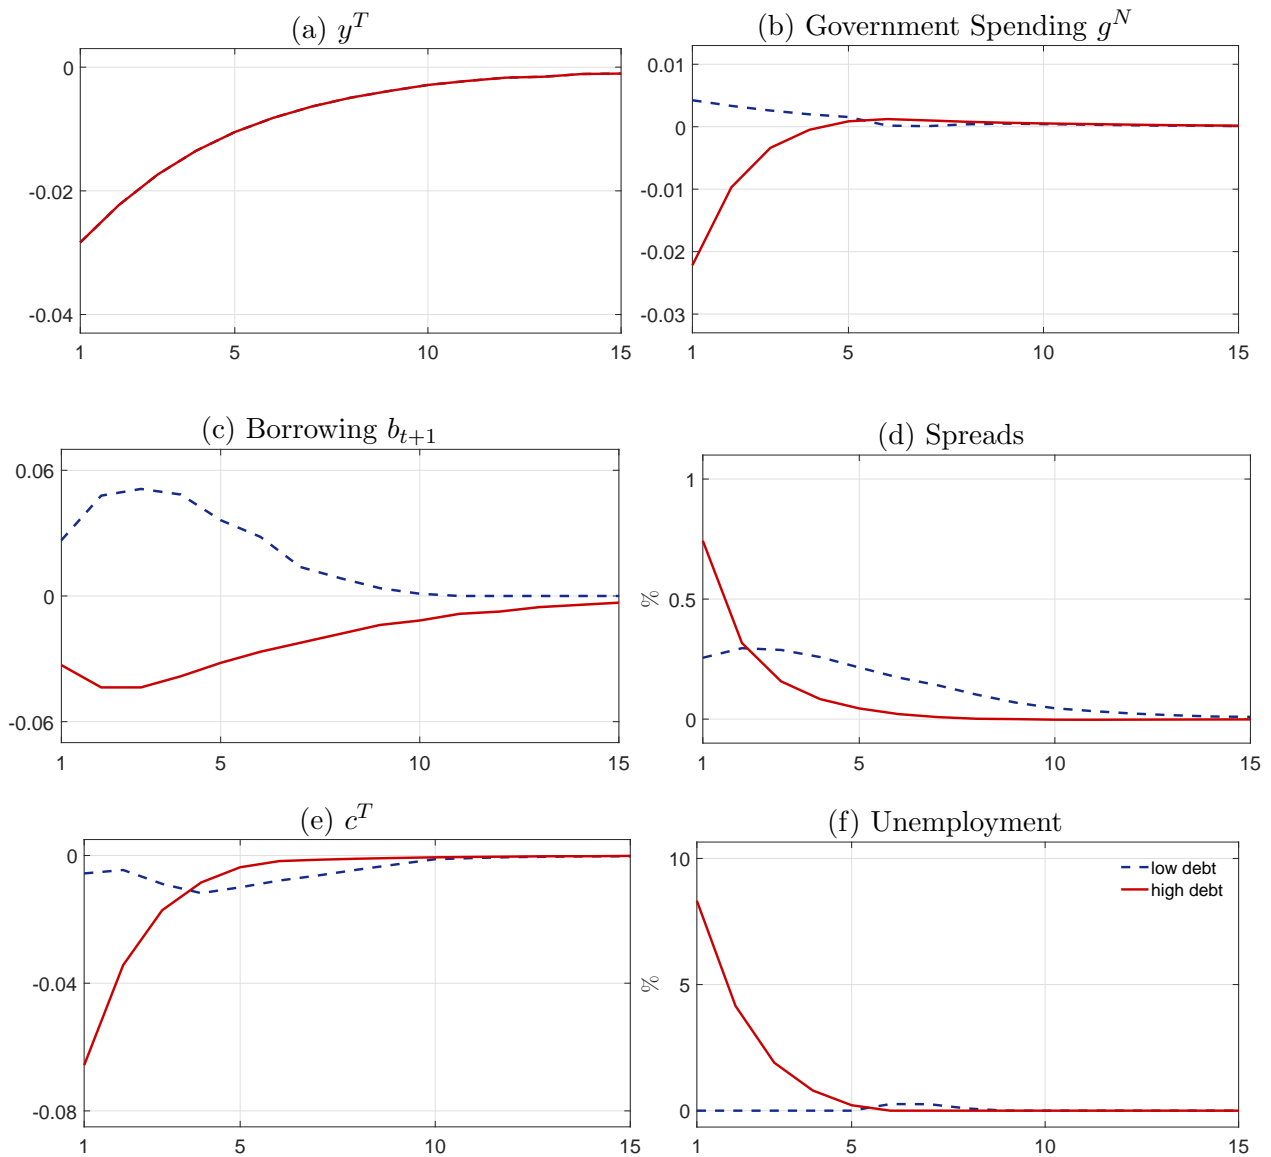 (a) y^T
0
-0.02
-0.04
1 5 10 15
(b) Government Spending g^N
0.01
0
-0.01
-0.02
-0.03
1 5 10 15
(c) Borrowing b_{t+1}
0.06
0
-0.06
1 5 10 15
(d) Spreads
%
1
0.5
0
1 5 10 15
(e) c^T
0
-0.04
-0.08
1 5 10 15
(f) Unemployment
%
10
5
0
1 5 10 15
low debt
high debt